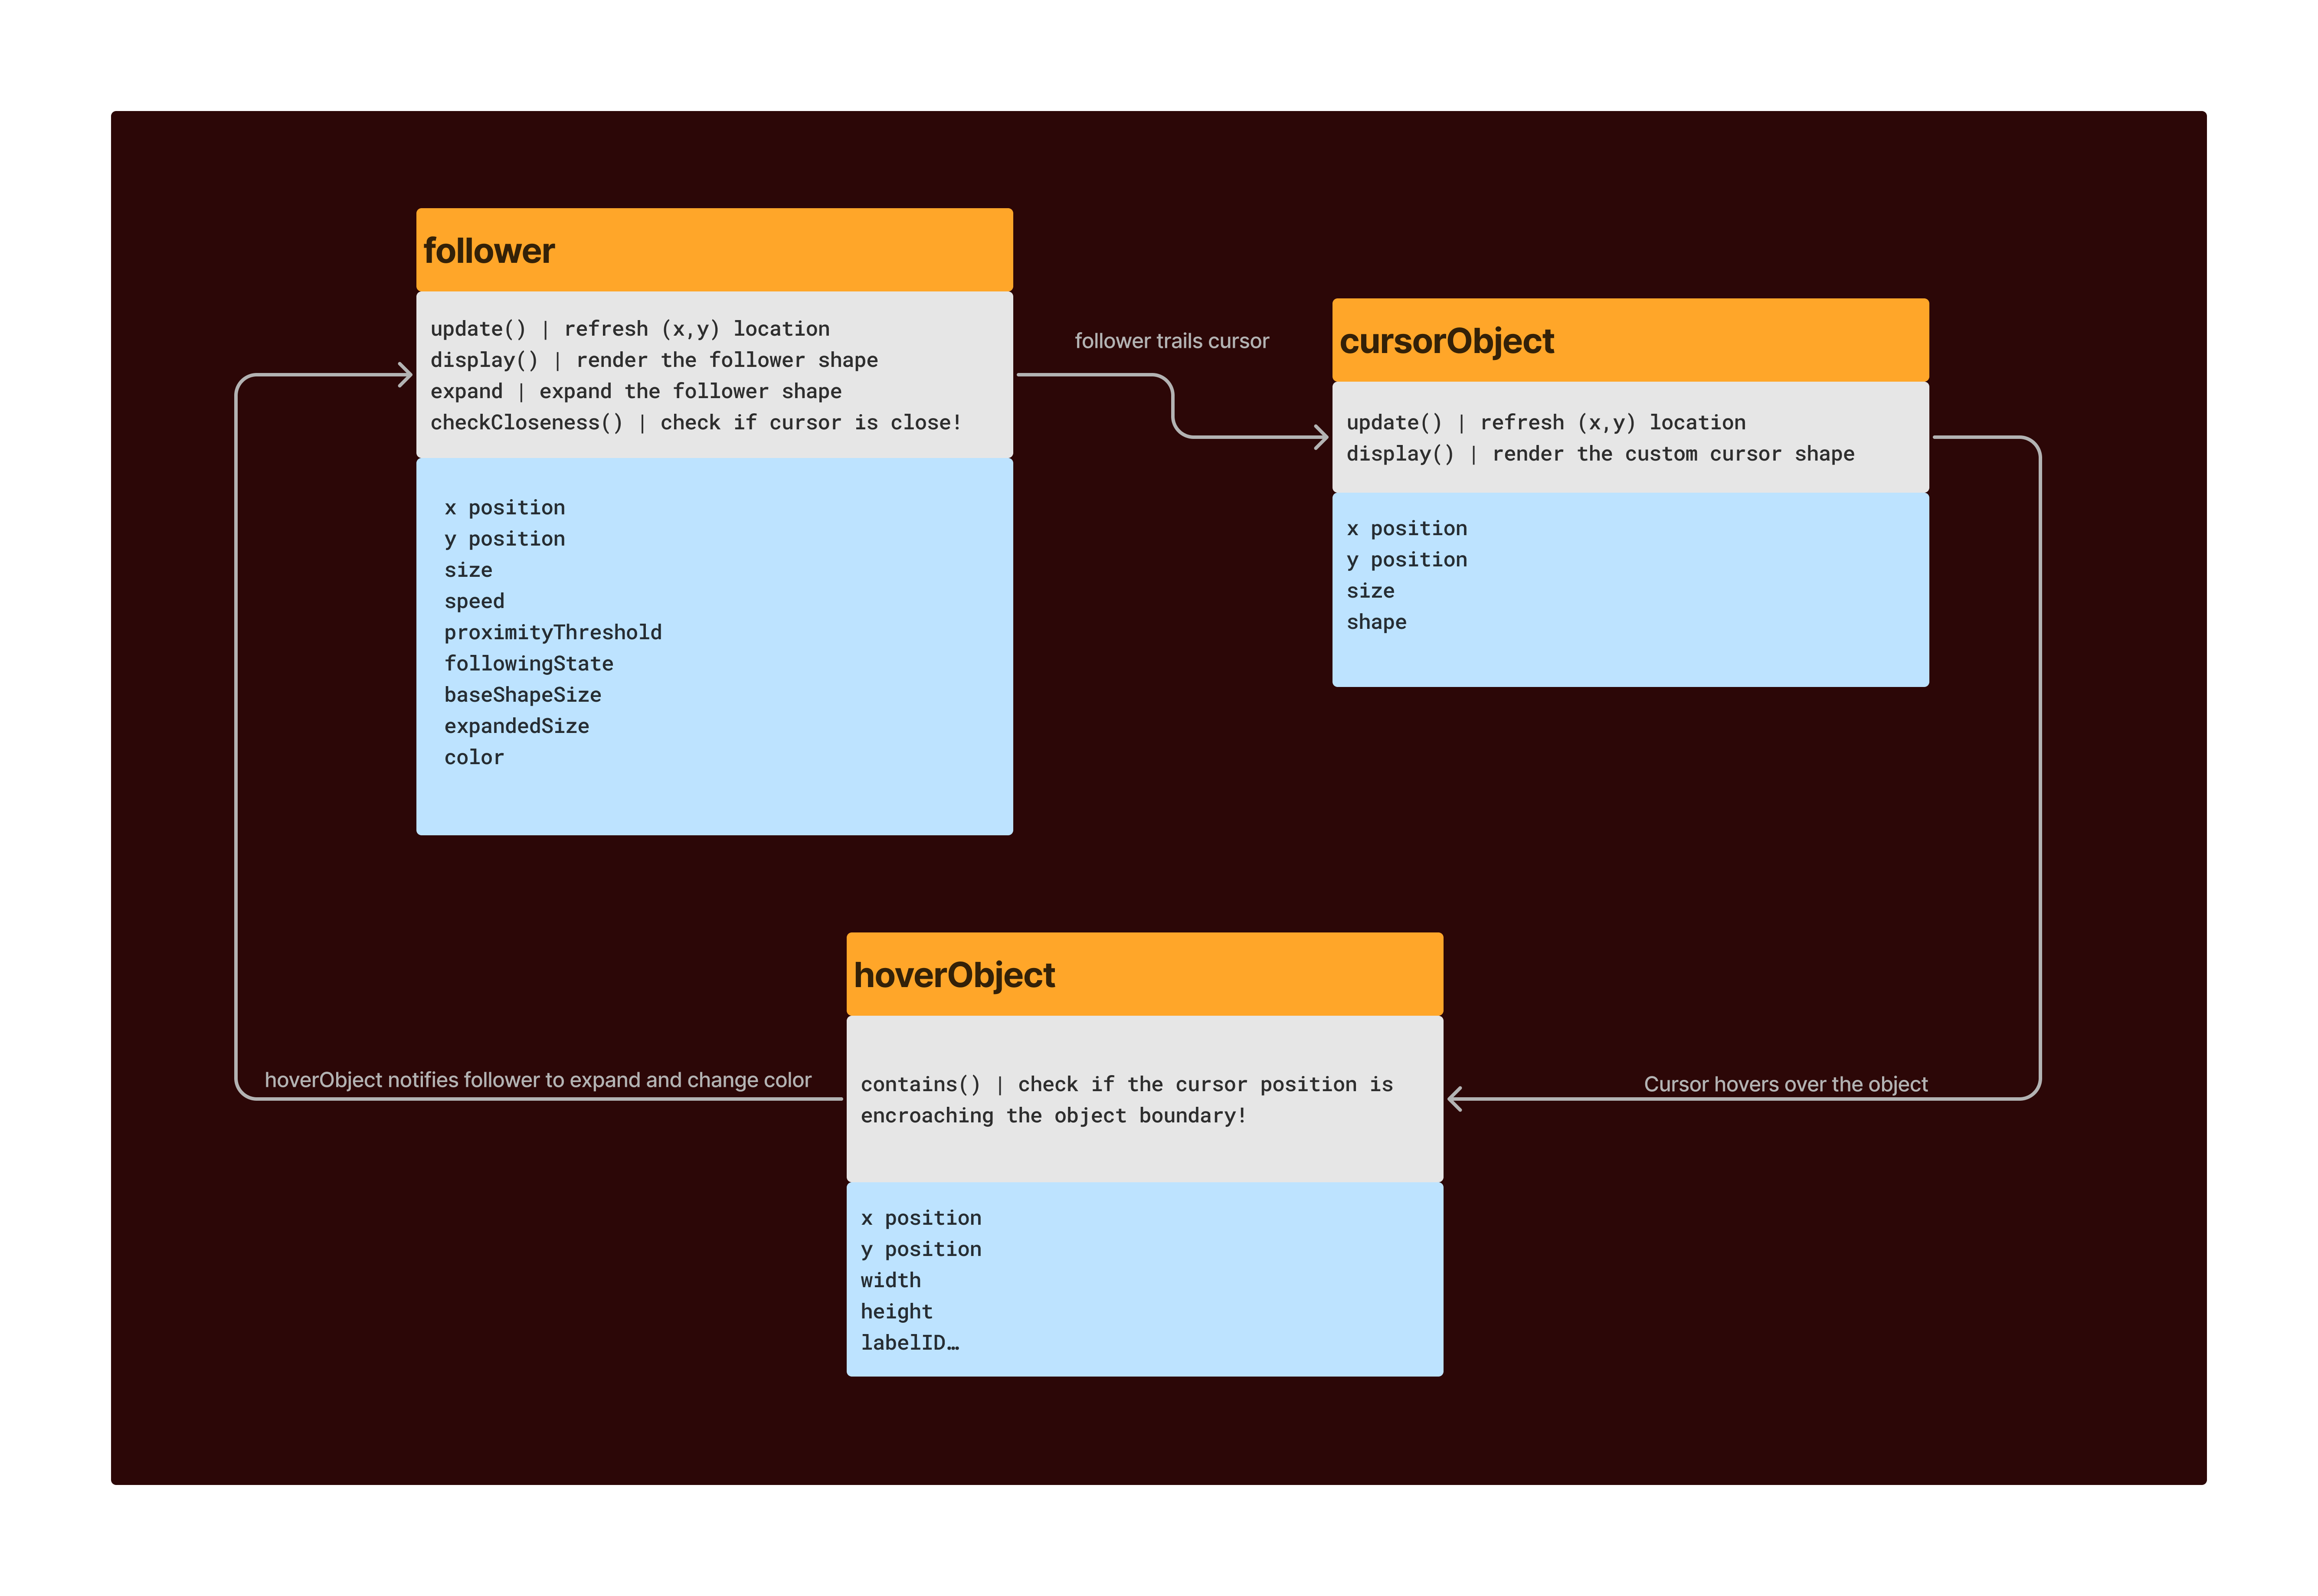 follower
update() | refresh (x,y) location
display() | render the follower shape
expand | expand the follower shape
checkCloseness() | check if cursor is close!
x position
y position
size
speed
proximityThreshold
followingState
baseShapeSize
expandedSize
color
follower trails cursor
cursorObject
update() | refresh (x,y) location
display() | render the custom cursor shape
x position
y position
size
shape
hoverObject
contains() | check if the cursor position is
encroaching the object boundary!
x position
y position
width
height
labelID…
hoverObject notifies follower to expand and change color
Cursor hovers over the object